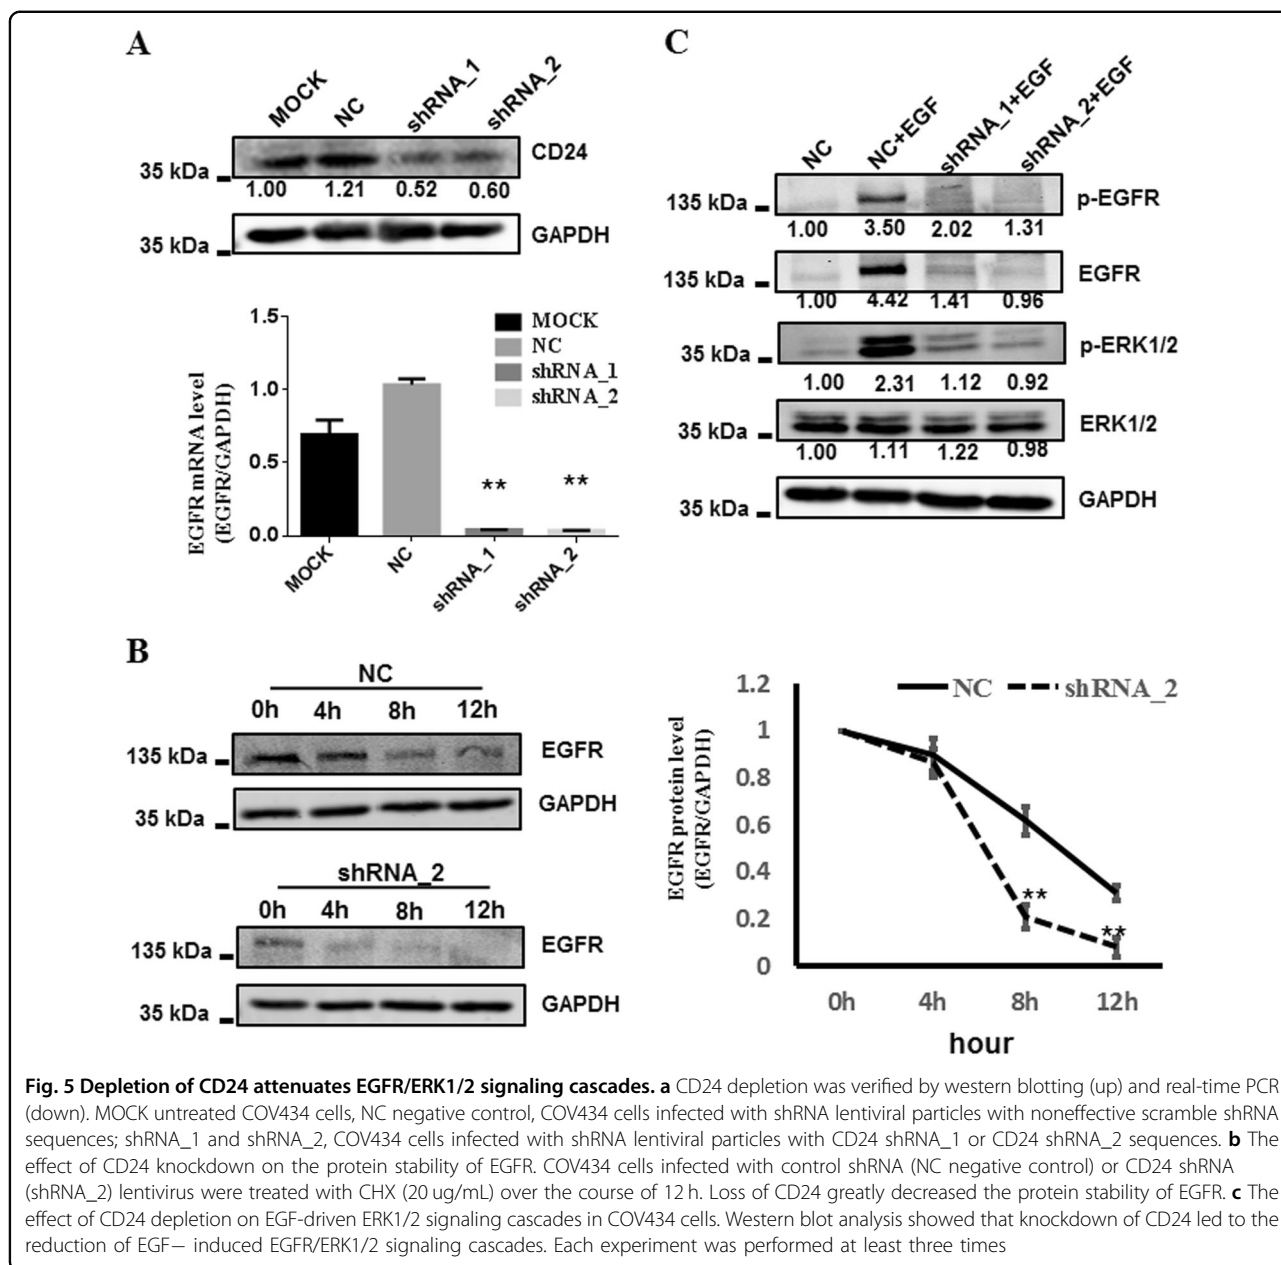 A
MOCK NC shRNA_1 shRNA_2
35 kDa
CD24
1.00 1.21 0.52 0.60
35 kDa
GAPDH
EGFR mRNA level
(EGFR/GAPDH)
1.5
1.0
0.5
0.0
MOCK
NC
shRNA_1
shRNA_2
** **
MOCK NC shRNA_1 shRNA_2
C
NC NC+EGF shRNA_1+EGF shRNA_2+EGF
135 kDa
p-EGFR
1.00 3.50 2.02 1.31
135 kDa
EGFR
1.00 4.42 1.41 0.96
35 kDa
p-ERK1/2
1.00 2.31 1.12 0.92
35 kDa
ERK1/2
1.00 1.11 1.22 0.98
35 kDa
GAPDH
B
NC
0h 4h 8h 12h
135 kDa
EGFR
35 kDa
GAPDH
shRNA_2
0h 4h 8h 12h
135 kDa
EGFR
35 kDa
GAPDH
EGFR protein level
(EGFR/GAPDH)
NC shRNA_2
1.2
1
0.8
0.6
0.4
0.2
0
**
**
0h 4h 8h 12h
hour
Fig. 5 Depletion of CD24 attenuates EGFR/ERK1/2 signaling cascades. a CD24 depletion was verified by western blotting (up) and real-time PCR
(down). MOCK untreated COV434 cells, NC negative control, COV434 cells infected with shRNA lentiviral particles with noneffective scramble shRNA
sequences; shRNA_1 and shRNA_2, COV434 cells infected with shRNA lentiviral particles with CD24 shRNA_1 or CD24 shRNA_2 sequences. b The
effect of CD24 knockdown on the protein stability of EGFR. COV434 cells infected with control shRNA (NC negative control) or CD24 shRNA
(shRNA_2) lentivirus were treated with CHX (20 ug/mL) over the course of 12 h. Loss of CD24 greatly decreased the protein stability of EGFR. c The
effect of CD24 depletion on EGF-driven ERK1/2 signaling cascades in COV434 cells. Western blot analysis showed that knockdown of CD24 led to the
reduction of EGF− induced EGFR/ERK1/2 signaling cascades. Each experiment was performed at least three times